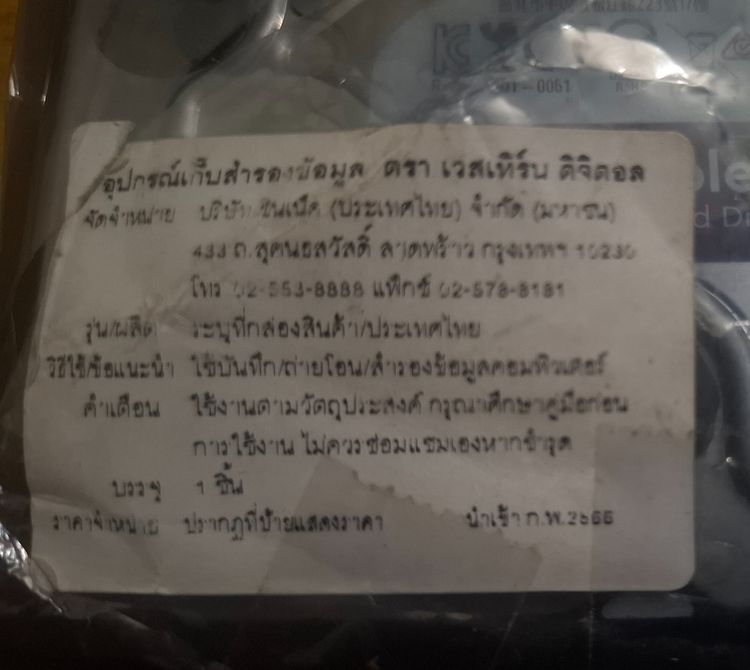 台北市 223號17樓
KC
-0061
อุปกรณ์เก็บสำรองข้อมูล ตรา เวสเทิร์น ดิจิตอล
จัดจำหน่าย บริษัท ซินเน็ค (ประเทศไทย) จำกัด (มหาชน)
433 ถ.สุคนธสวัสดิ์ ลาดพร้าว กรุงเทพฯ 10230
โทร 02-553-8888 แฟ็กซ์ 02-578-8181
รุ่น/ผลิต ระบุที่กล่องสินค้า/ประเทศไทย
วิธีใช้/ข้อแนะนำ ใช้บันทึก/ถ่ายโอน/สำรองข้อมูลคอมพิวเตอร์
คำเตือน ใช้งานตามวัตถุประสงค์ กรุณาศึกษาคู่มือก่อน
การใช้งาน ไม่ควรซ่อมแซมเองหากชำรุด
บรรจุ 1 ชิ้น
ราคาจำหน่าย ปรากฏที่ป้ายแสดงราคา นำเข้า ก.พ.2566